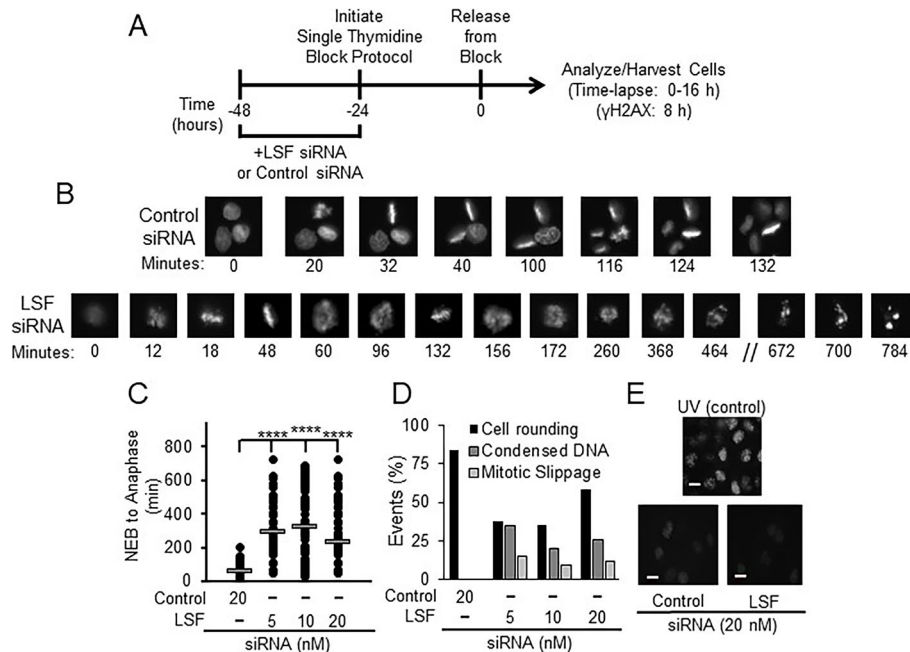 A
Initiate
Single Thymidine
Block Protocol
Release
from
Block
Analyze/Harvest Cells
(Time-lapse: 0-16 h)
(γH2AX: 8 h)
Time
(hours)
-48
-24
0
+LSF siRNA
or Control siRNA
B
Control
siRNA
Minutes:
0 20 32 40 100 116 124 132
LSF
siRNA
Minutes: 0 12 18 48 60 96 132 156 172 260 368 464 // 672 700 784
C
NEB to Anaphase
(min)
800
600
400
200
0
**** **** ****
Control 20 – – –
LSF – 5 10 20
siRNA (nM)
D
Events (%)
100
75
50
25
0
Cell rounding
Condensed DNA
Mitotic Slippage
20 – – –
– 5 10 20
siRNA (nM)
E
UV (control)
Control LSF
siRNA (20 nM)